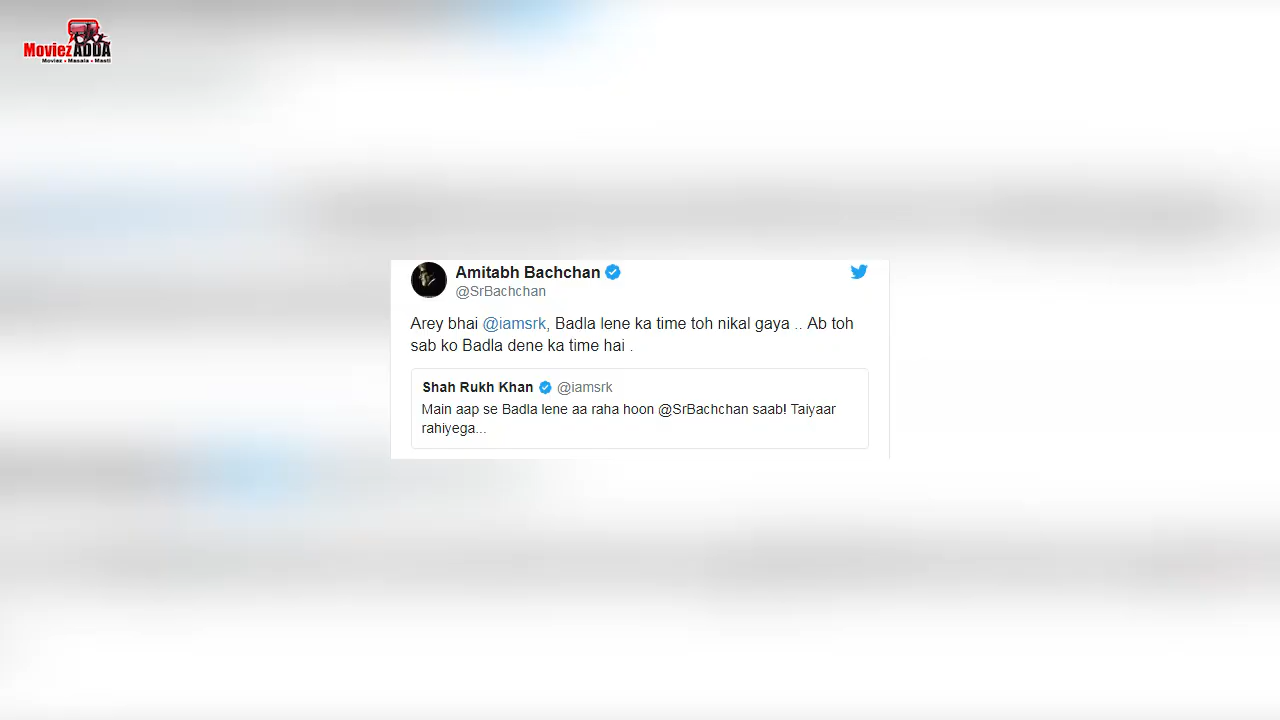 MoviezADDA
Moviez • Masala • Masti
Amitabh Bachchan
@SrBachchan
Arey bhai @iamsrk, Badla lene ka time toh nikal gaya .. Ab toh
sab ko Badla dene ka time hai .
Shah Rukh Khan @iamsrk
Main aap se Badla lene aa raha hoon @SrBachchan saab! Taiyaar
rahiyega...